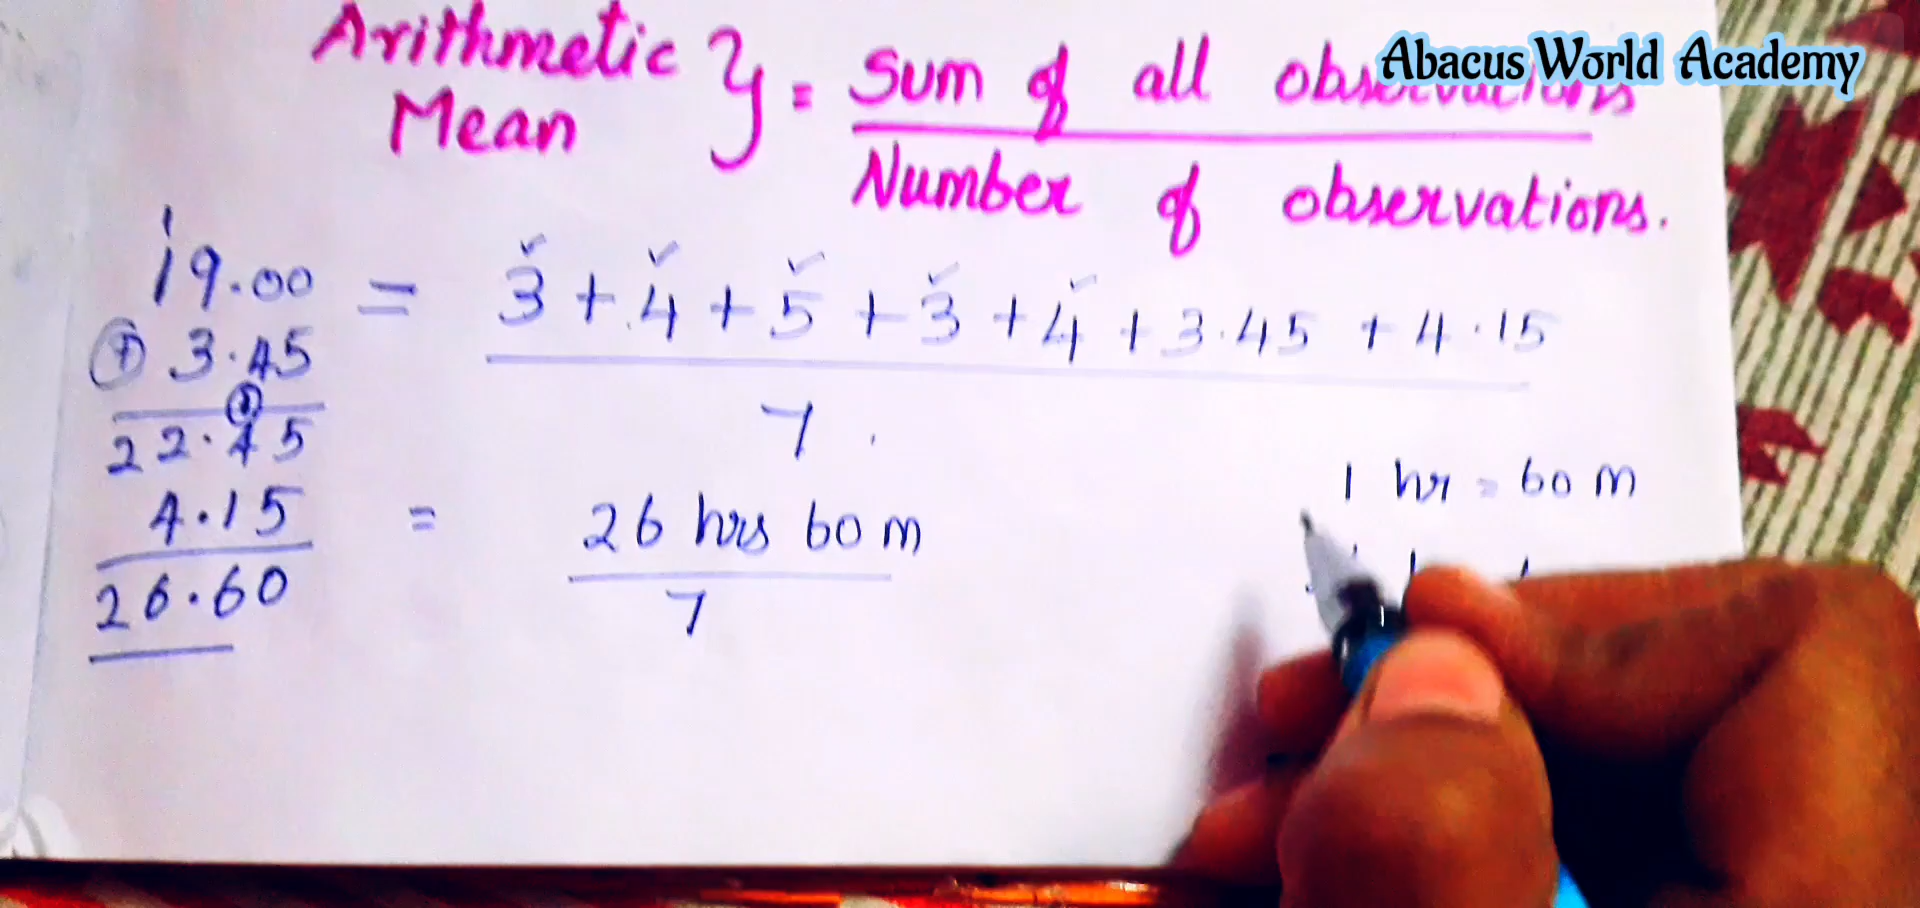 Abacus World Academy
Arithmetic Mean } = Sum of all observations
Number of observations.
19.00
+ 3.45
22.45
4.15
26.60
= 3 + 4 + 5 + 3 + 4 + 3.45 + 4.15
7
= 26 hrs 60 m
7
1 hr = 60 m